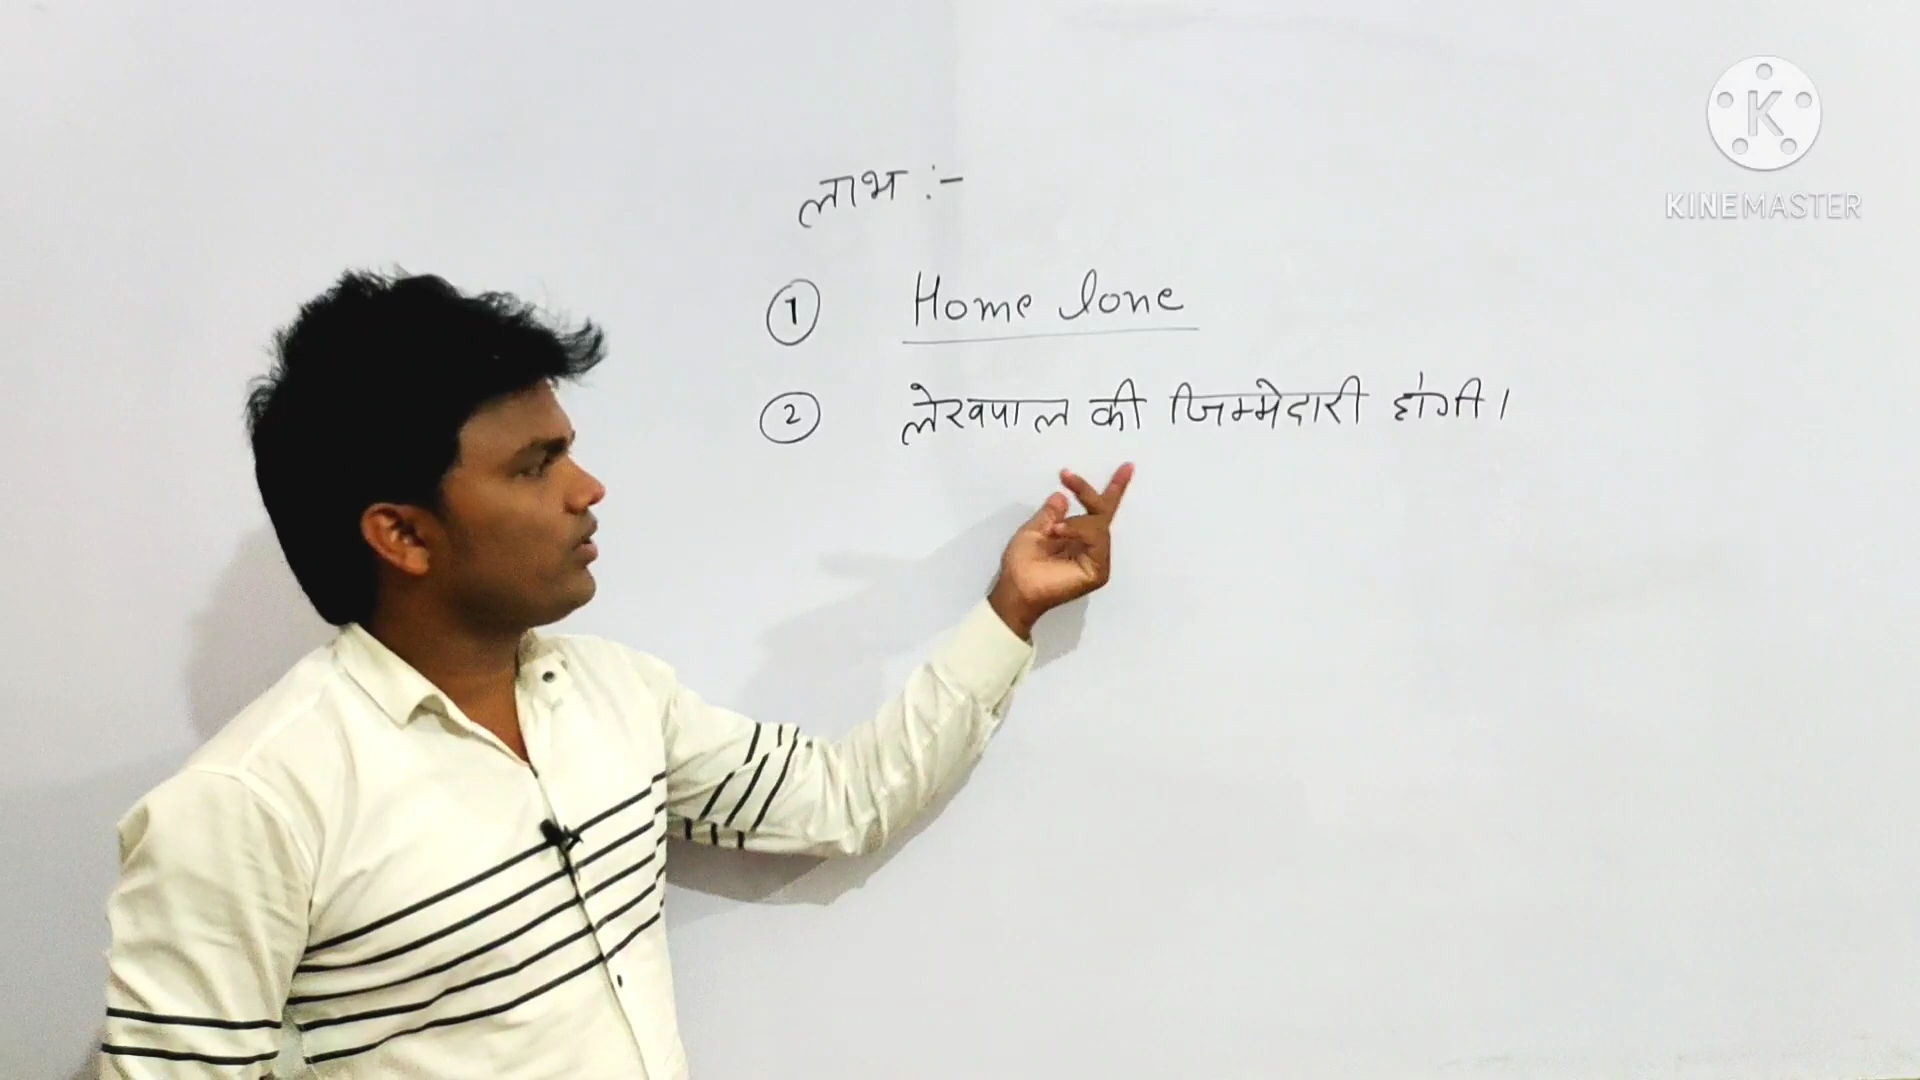 लाभ :-
① Home lone
② लेखपाल की जिम्मेदारी होगी।
K
KINEMASTER